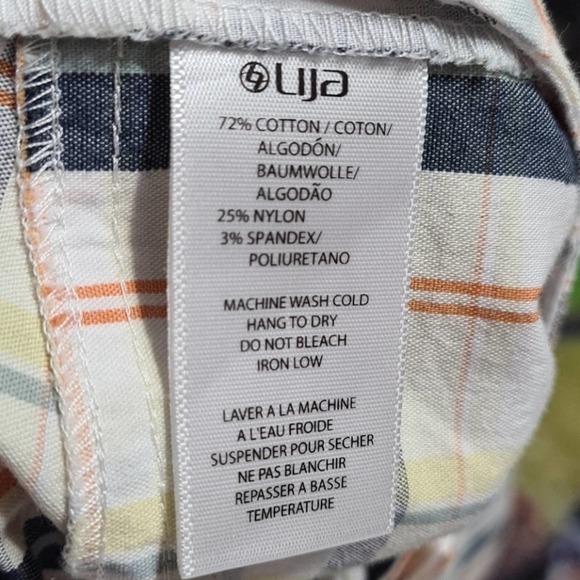 Lija
72% COTTON / COTON/
ALGODÓN/
BAUMWOLLE/
ALGODÃO
25% NYLON
3% SPANDEX/
POLIURETANO
MACHINE WASH COLD
HANG TO DRY
DO NOT BLEACH
IRON LOW
LAVER A LA MACHINE
A L'EAU FROIDE
SUSPENDER POUR SECHER
NE PAS BLANCHIR
REPASSER A BASSE
TEMPERATURE